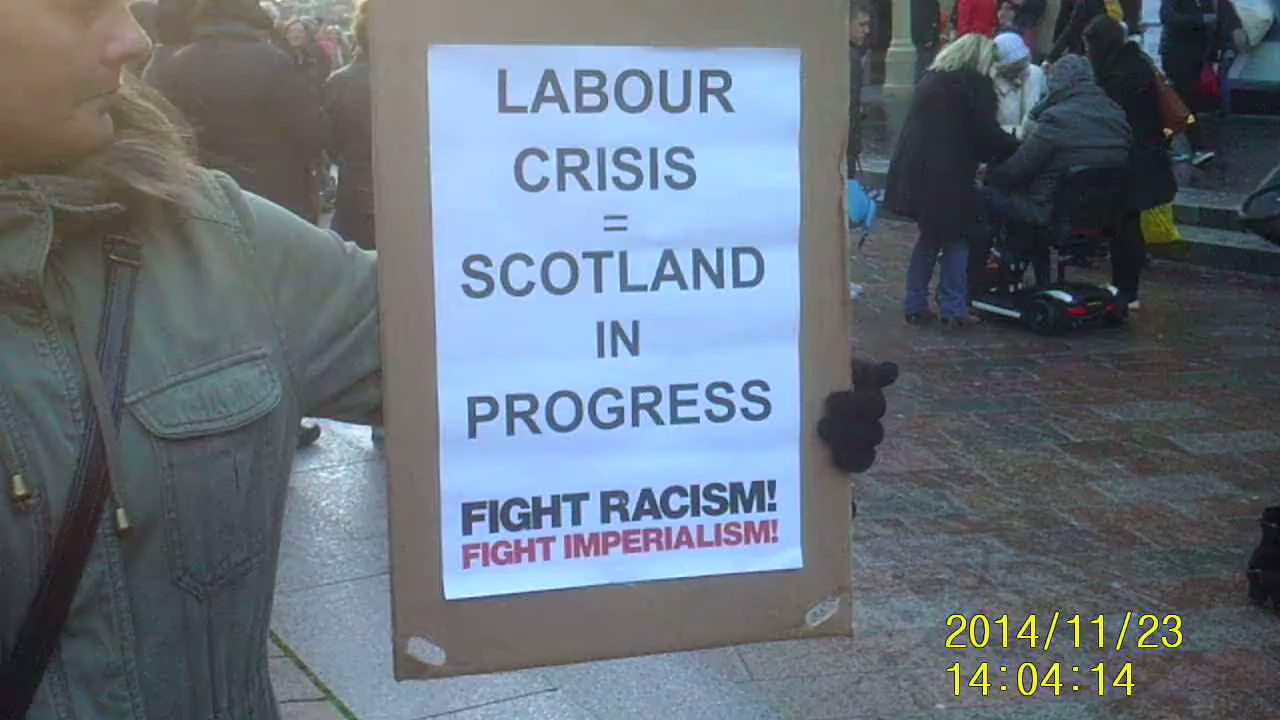 LABOUR
CRISIS
=
SCOTLAND
IN
PROGRESS
FIGHT RACISM!
FIGHT IMPERIALISM!
2014/11/23
14:04:14